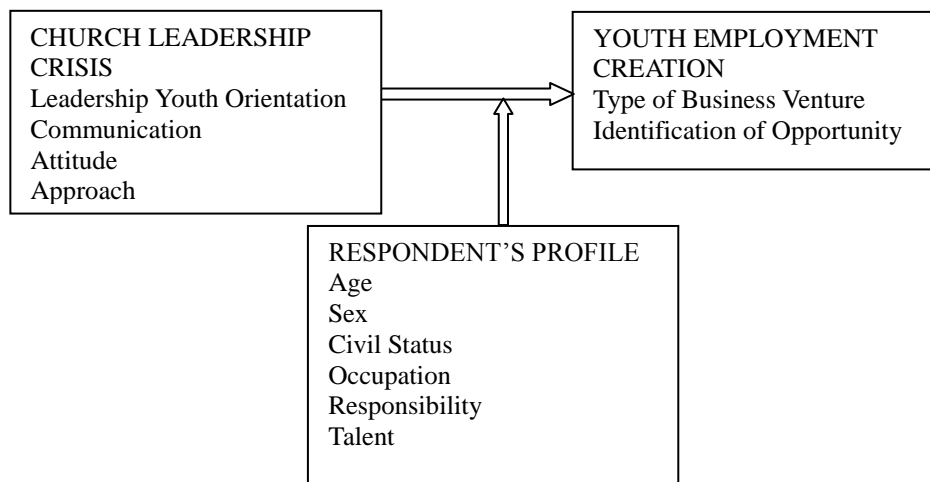 CHURCH LEADERSHIP
CRISIS
Leadership Youth Orientation
Communication
Attitude
Approach
YOUTH EMPLOYMENT
CREATION
Type of Business Venture
Identification of Opportunity
RESPONDENT’S PROFILE
Age
Sex
Civil Status
Occupation
Responsibility
Talent